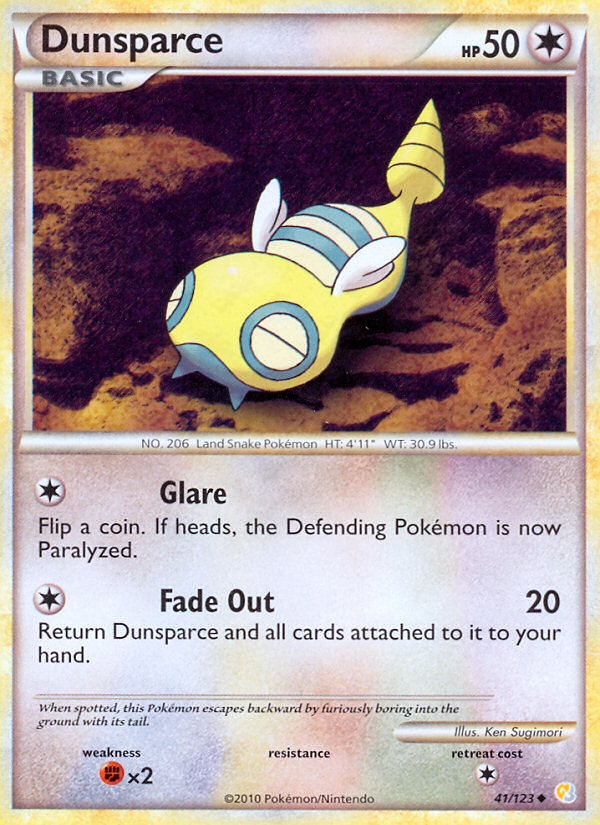 Dunsparce HP 50
BASIC
NO. 206 Land Snake Pokémon HT: 4'11" WT: 30.9 lbs.
Glare
Flip a coin. If heads, the Defending Pokémon is now
Paralyzed.
Fade Out 20
Return Dunsparce and all cards attached to it to your
hand.
When spotted, this Pokémon escapes backward by furiously boring into the
ground with its tail.
Illus. Ken Sugimori
weakness resistance retreat cost
×2
©2010 Pokémon/Nintendo 41/123